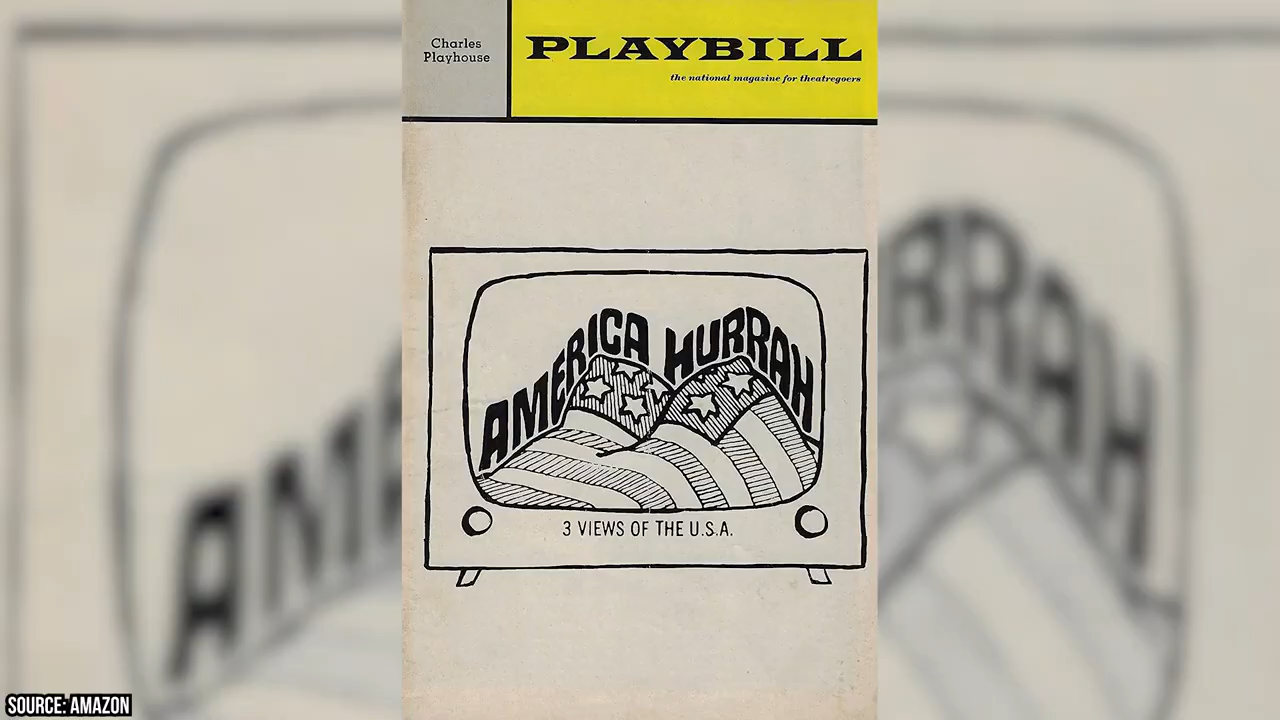 Charles
Playhouse
PLAYBILL
the national magazine for theatregoers
AMERICA HURRAH
3 VIEWS OF THE U.S.A.
SOURCE: AMAZON